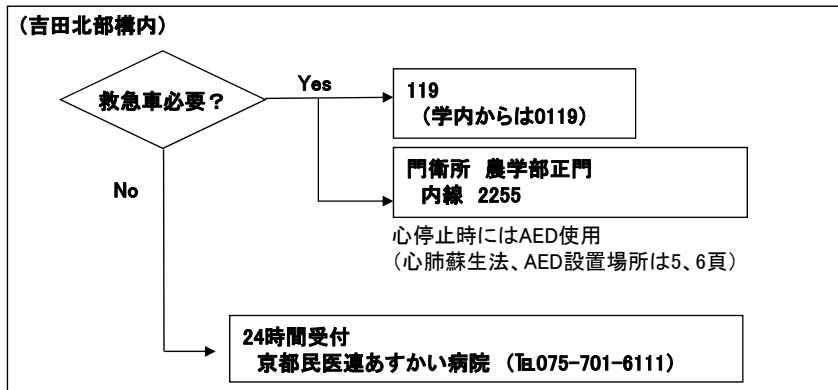 （吉田北部構内）
救急車必要？
Yes
119
（学内からは0119）
門衛所 農学部正門
内線 2255
No
心停止時にはAED使用
（心肺蘇生法、AED設置場所は5、6頁）
24時間受付
京都民医連あすかい病院 （℡075-701-6111）